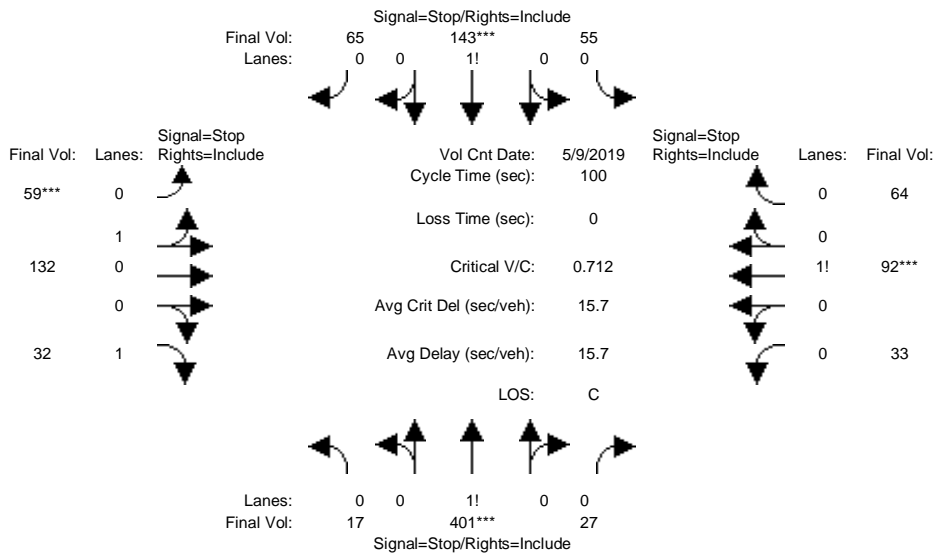 Signal=Stop/Rights=Include
Final Vol: 65 143*** 55
Lanes: 0 0 1! 0 0
Signal=Stop Signal=Stop
Final Vol: Lanes: Rights=Include Vol Cnt Date: 5/9/2019 Rights=Include Lanes: Final Vol:
Cycle Time (sec): 100
59*** 0 0 64
Loss Time (sec): 0
1 0
132 0 Critical V/C: 0.712 1! 92***
0 Avg Crit Del (sec/veh): 15.7 0
32 1 Avg Delay (sec/veh): 15.7 0 33
LOS: C
Lanes: 0 0 1! 0 0
Final Vol: 17 401*** 27
Signal=Stop/Rights=Include